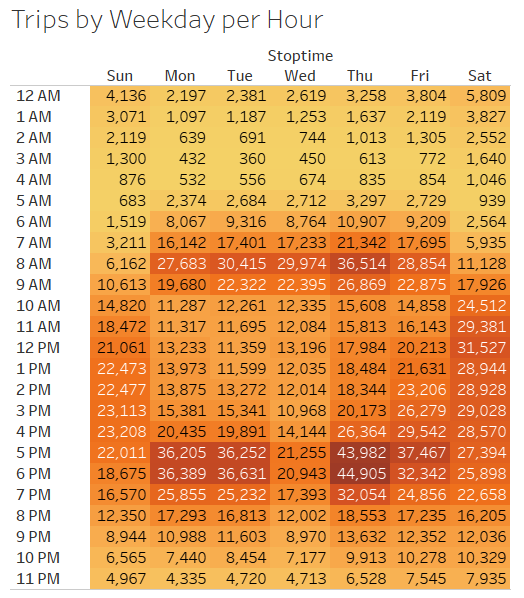 Trips by Weekday per Hour
Stoptime
Sun Mon Tue Wed Thu Fri Sat
12 AM 4,136 2,197 2,381 2,619 3,258 3,804 5,809
1 AM 3,071 1,097 1,187 1,253 1,637 2,119 3,827
2 AM 2,119 639 691 744 1,013 1,305 2,552
3 AM 1,300 432 360 450 613 772 1,640
4 AM 876 532 556 674 835 854 1,046
5 AM 683 2,374 2,684 2,712 3,297 2,729 939
6 AM 1,519 8,067 9,316 8,764 10,907 9,209 2,564
7 AM 3,211 16,142 17,401 17,233 21,342 17,695 5,935
8 AM 6,162 27,683 30,415 29,974 36,514 28,854 11,128
9 AM 10,613 19,680 22,322 22,395 26,869 22,875 17,926
10 AM 14,820 11,287 12,261 12,335 15,608 14,858 24,512
11 AM 18,472 11,317 11,695 12,084 15,813 16,143 29,381
12 PM 21,061 13,233 11,359 13,196 17,984 20,213 31,527
1 PM 22,473 13,973 11,599 12,035 18,484 21,631 28,944
2 PM 22,477 13,875 13,272 12,014 18,344 23,206 28,928
3 PM 23,113 15,381 15,341 10,968 20,173 26,279 29,028
4 PM 23,208 20,435 19,891 14,144 26,364 29,542 28,570
5 PM 22,011 36,205 36,252 21,255 43,982 37,467 27,394
6 PM 18,675 36,389 36,631 20,943 44,905 32,342 25,898
7 PM 16,570 25,855 25,232 17,393 32,054 24,856 22,658
8 PM 12,350 17,293 16,813 12,002 18,553 17,235 16,205
9 PM 8,944 10,988 11,603 8,970 13,632 12,352 12,036
10 PM 6,565 7,440 8,454 7,177 9,913 10,278 10,329
11 PM 4,967 4,335 4,720 4,713 6,528 7,545 7,935